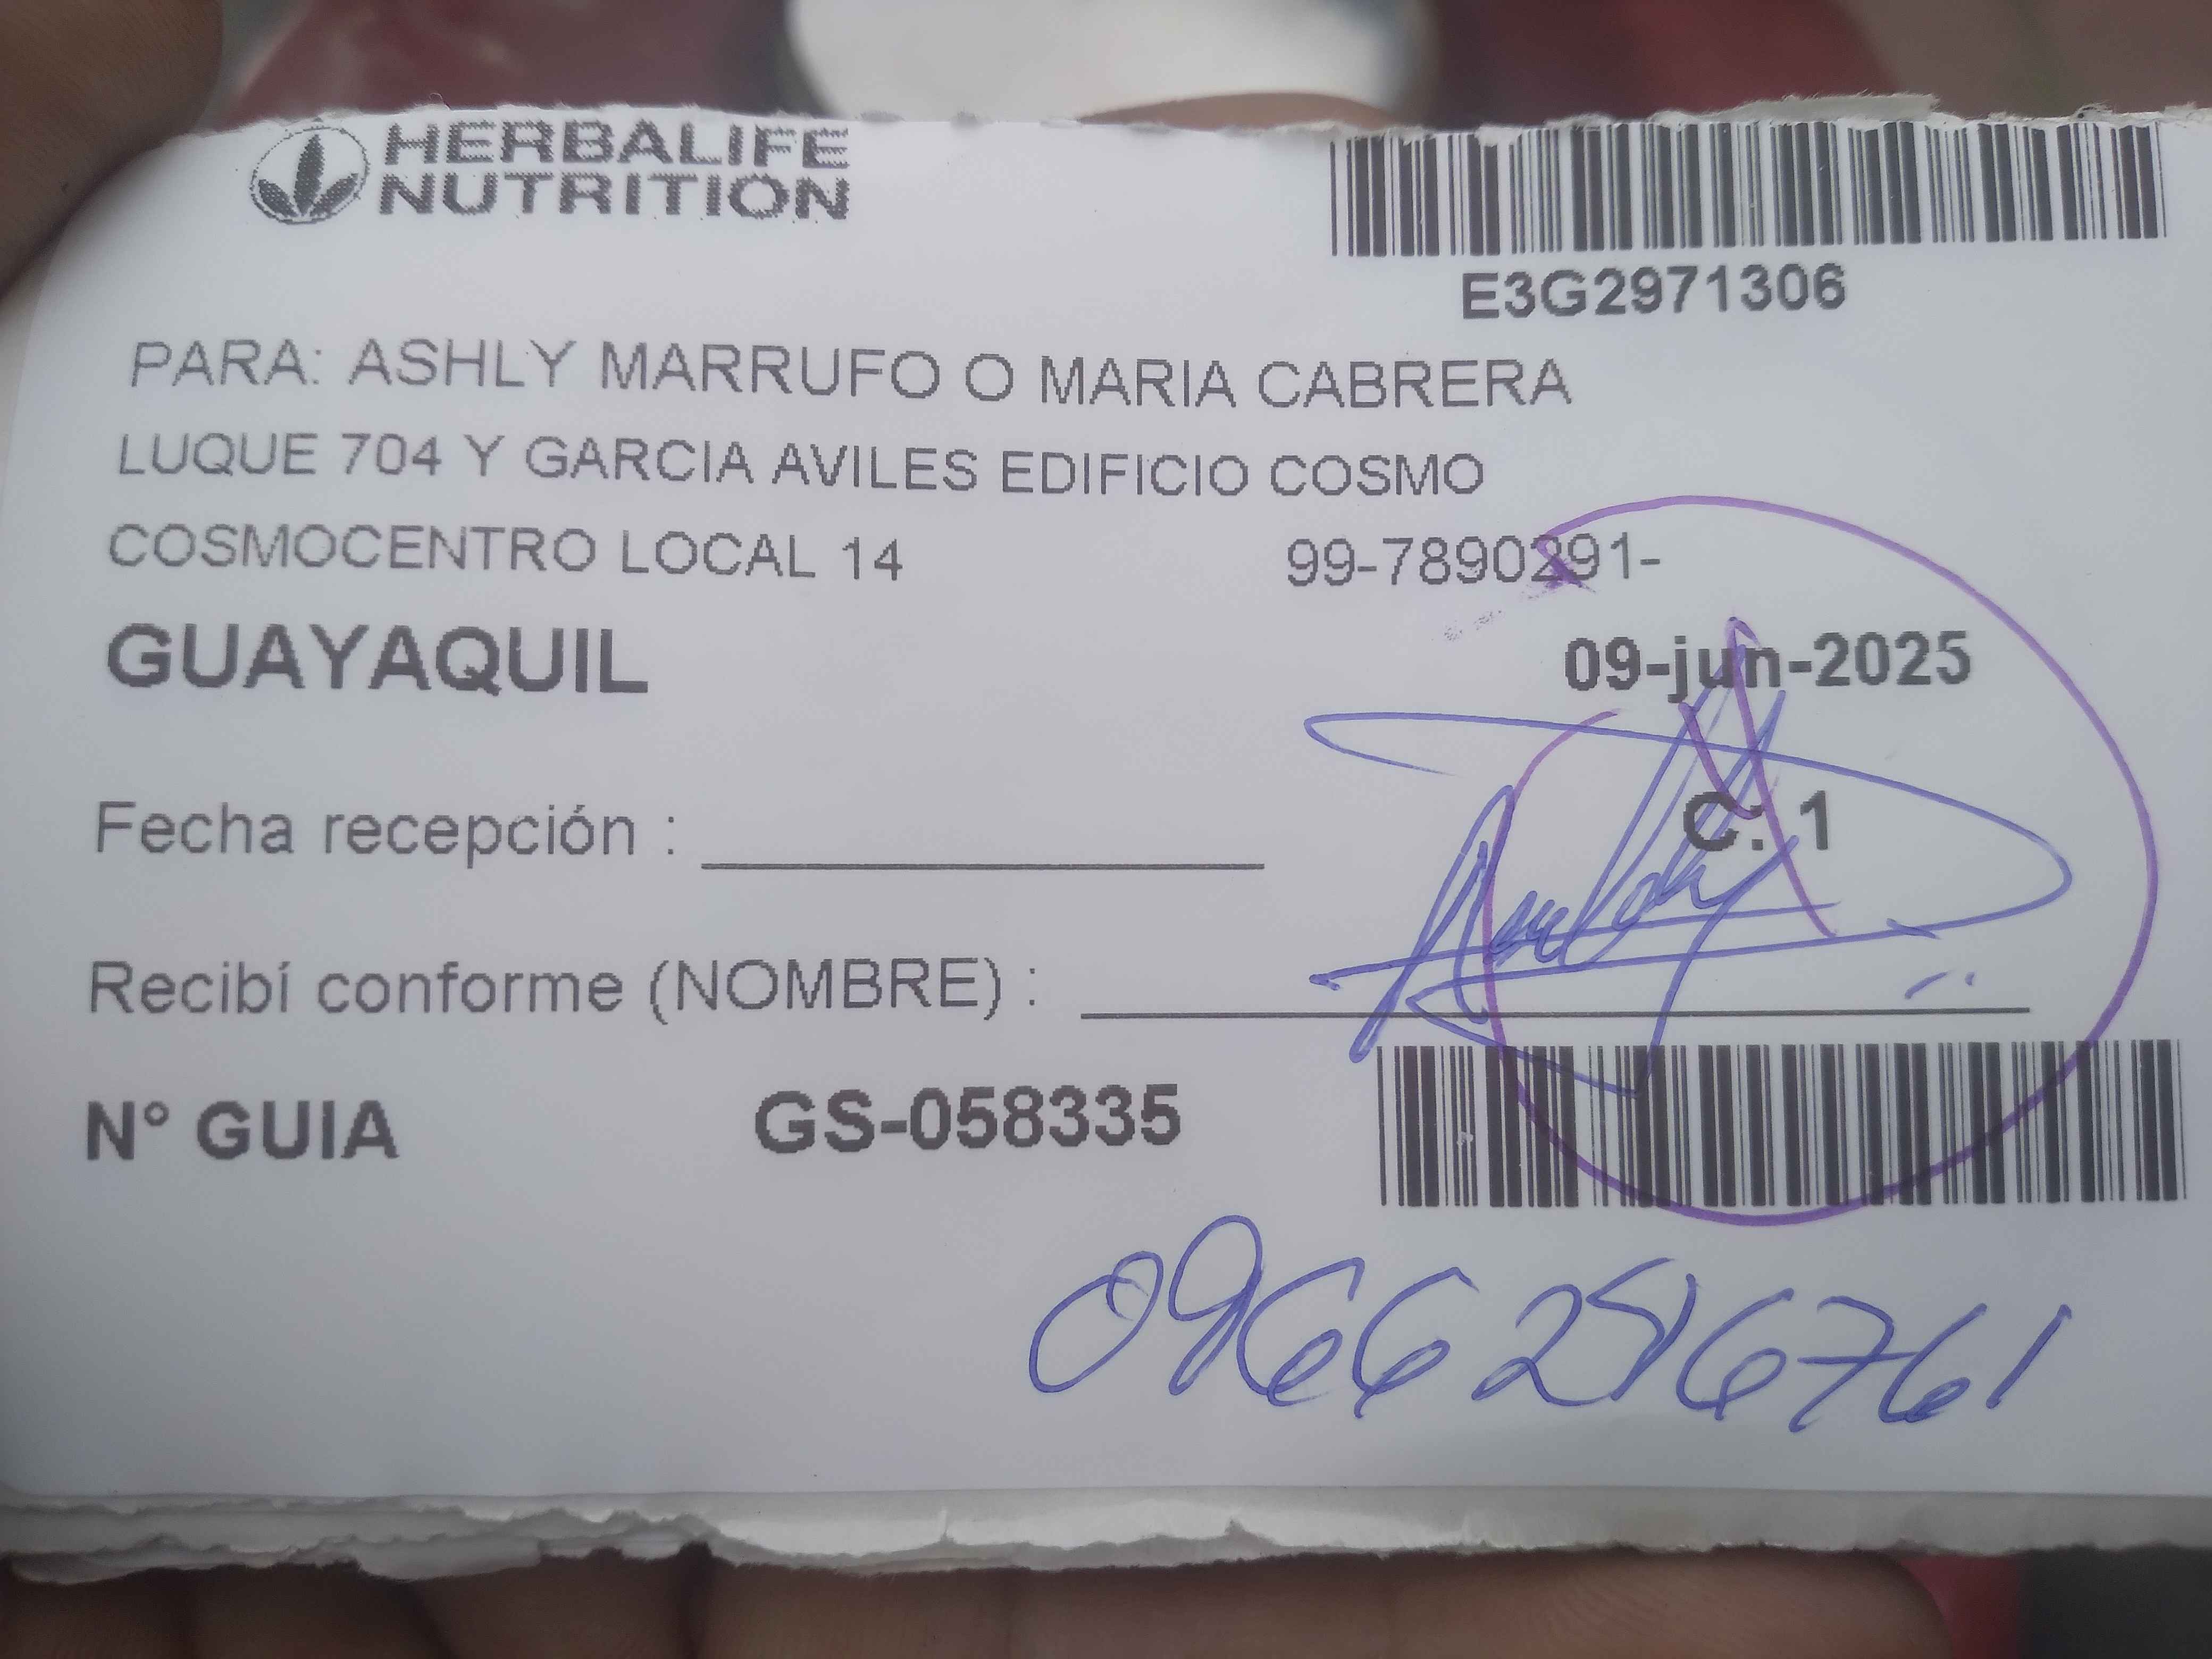 HERBALIFE
NUTRITION
E3G2971306
PARA: ASHLY MARRUFO O MARIA CABRERA
LUQUE 704 Y GARCIA AVILES EDIFICIO COSMO
COSMOCENTRO LOCAL 14 99-7890291-
GUAYAQUIL 09-jun-2025
C. 1
Fecha recepción :
Recibí conforme (NOMBRE) :
N° GUIA GS-058335